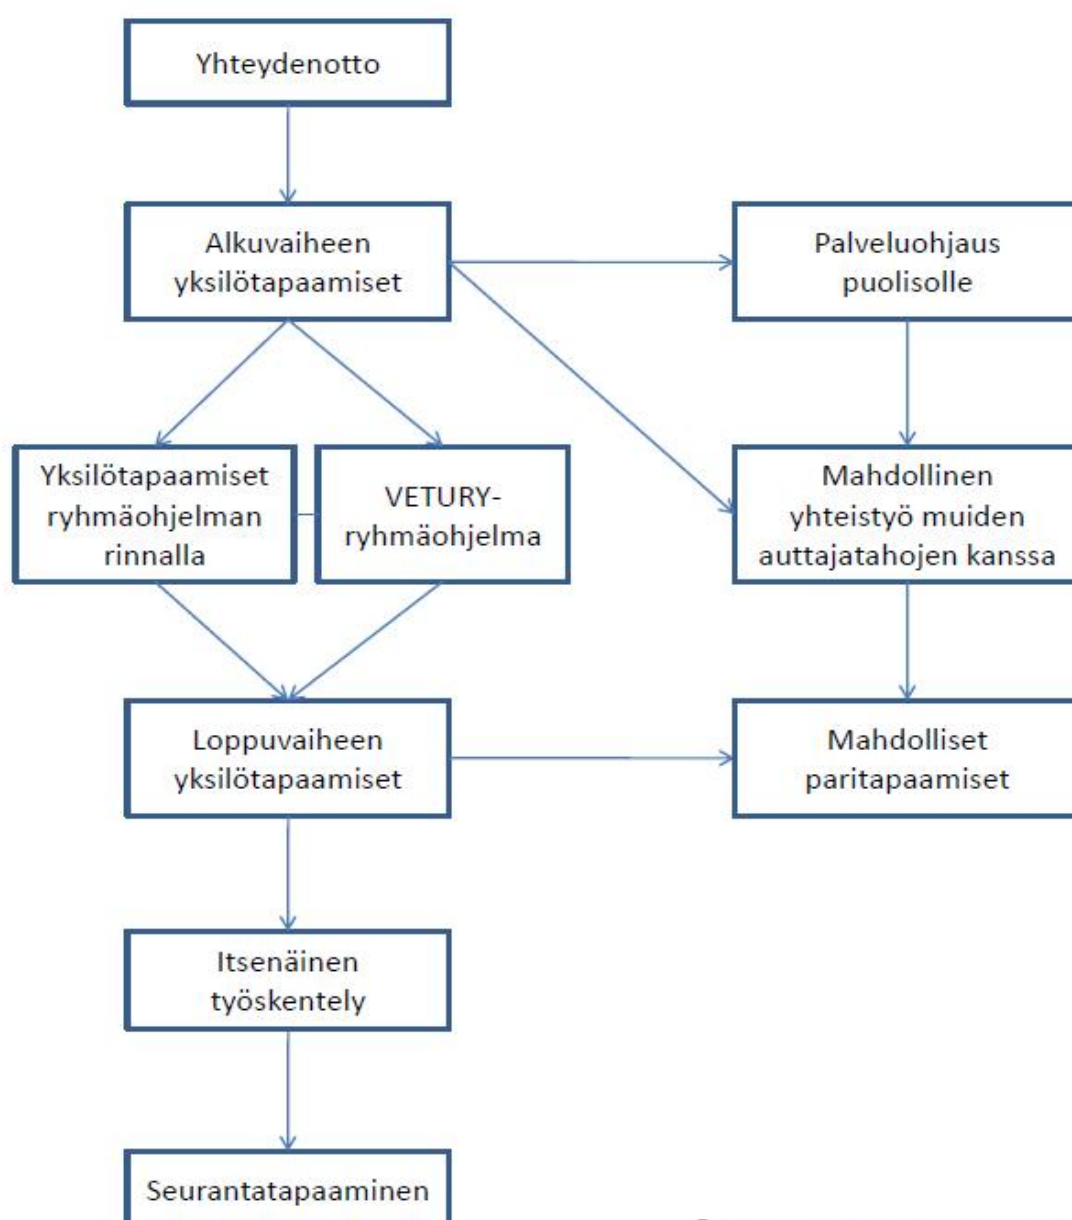 Yhteydenotto
Alkuvaiheen
yksilötapaamiset
Palveluohjaus
puolisolle
Yksilötapaamiset
ryhmäohjelman
rinnalla
VETURY-
ryhmäohjelma
Mahdollinen
yhteistyö muiden
auttajatahojen kanssa
Loppuvaiheen
yksilötapaamiset
Mahdolliset
paritapaamiset
Itsenäinen
työskentely
Seurantatapaaminen